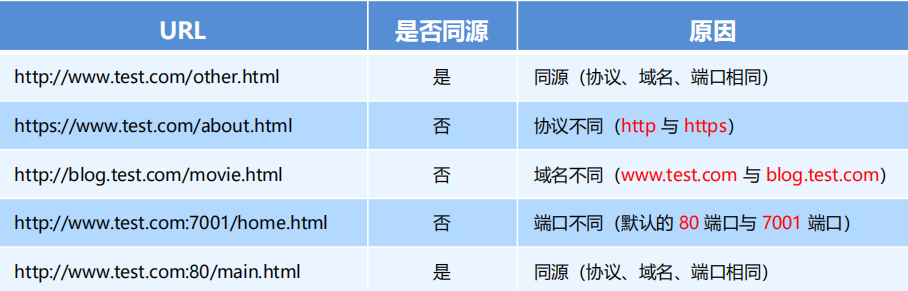 URL 是否同源 原因
http://www.test.com/other.html 是 同源（协议、域名、端口相同）
https://www.test.com/about.html 否 协议不同（http 与 https）
http://blog.test.com/movie.html 否 域名不同（www.test.com 与 blog.test.com）
http://www.test.com:7001/home.html 否 端口不同（默认的 80 端口与 7001 端口）
http://www.test.com:80/main.html 是 同源（协议、域名、端口相同）